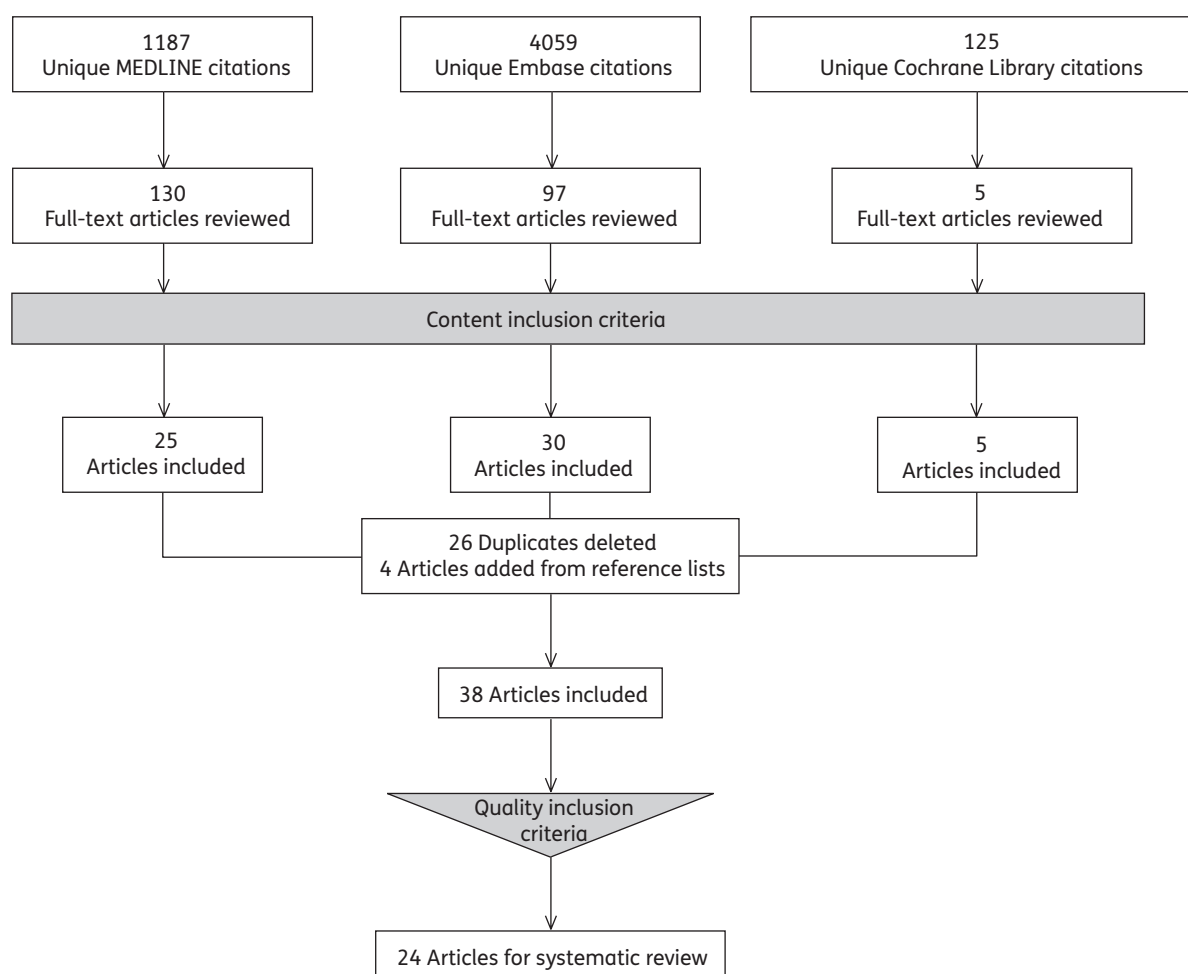 1187
Unique MEDLINE citations
4059
Unique Embase citations
125
Unique Cochrane Library citations
130
Full-text articles reviewed
97
Full-text articles reviewed
5
Full-text articles reviewed
Content inclusion criteria
25
Articles included
30
Articles included
5
Articles included
26 Duplicates deleted
4 Articles added from reference lists
38 Articles included
Quality inclusion
criteria
24 Articles for systematic review